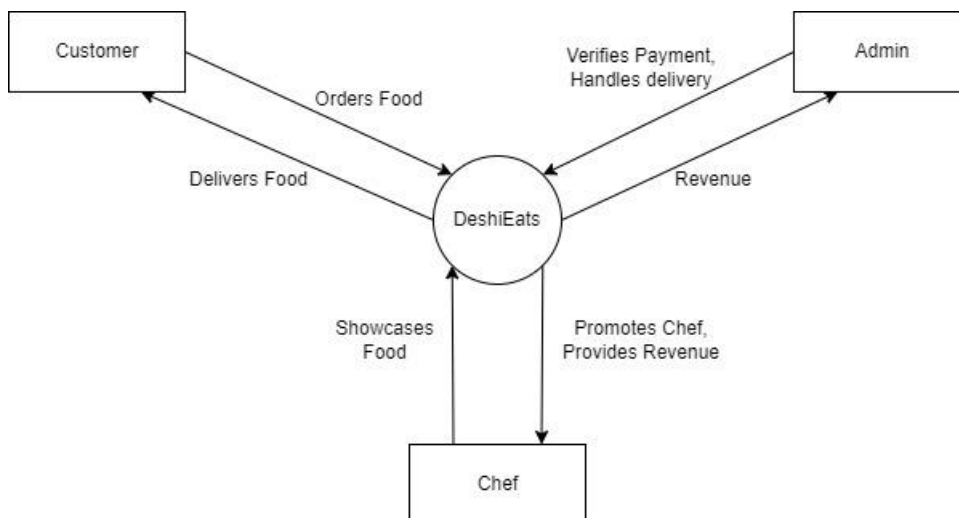 Customer
Admin
Verifies Payment,
Handles delivery
Orders Food
Delivers Food
Revenue
DeshiEats
Showcases
Food
Promotes Chef,
Provides Revenue
Chef